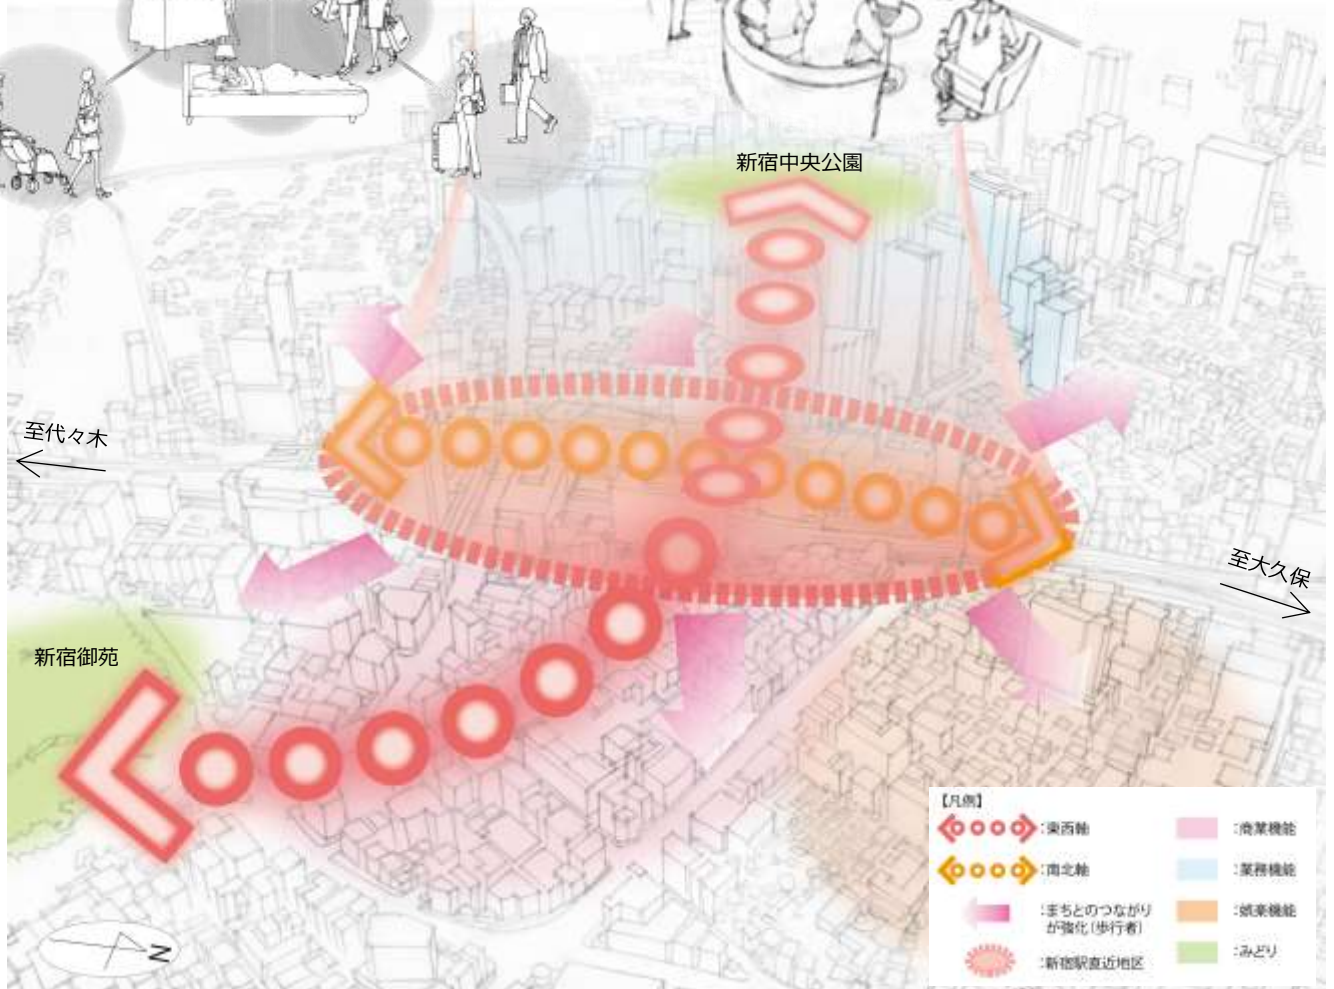 新宿中央公園
至代々木
至大久保
新宿御苑
【凡例】
:東西軸
:商業機能
:南北軸
:業務機能
:まちとのつながり
が強化(歩行者)
:娯楽機能
:新宿駅直近地区
:みどり
N